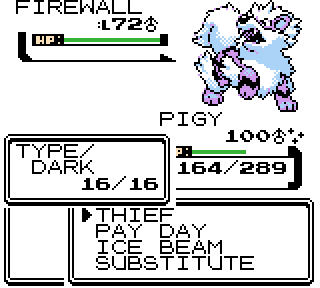 FIREWALL
:L72♂
HP
PIGY
100♂
164/289
TYPE/
DARK
16/16
▶THIEF
PAY DAY
ICE BEAM
SUBSTITUTE